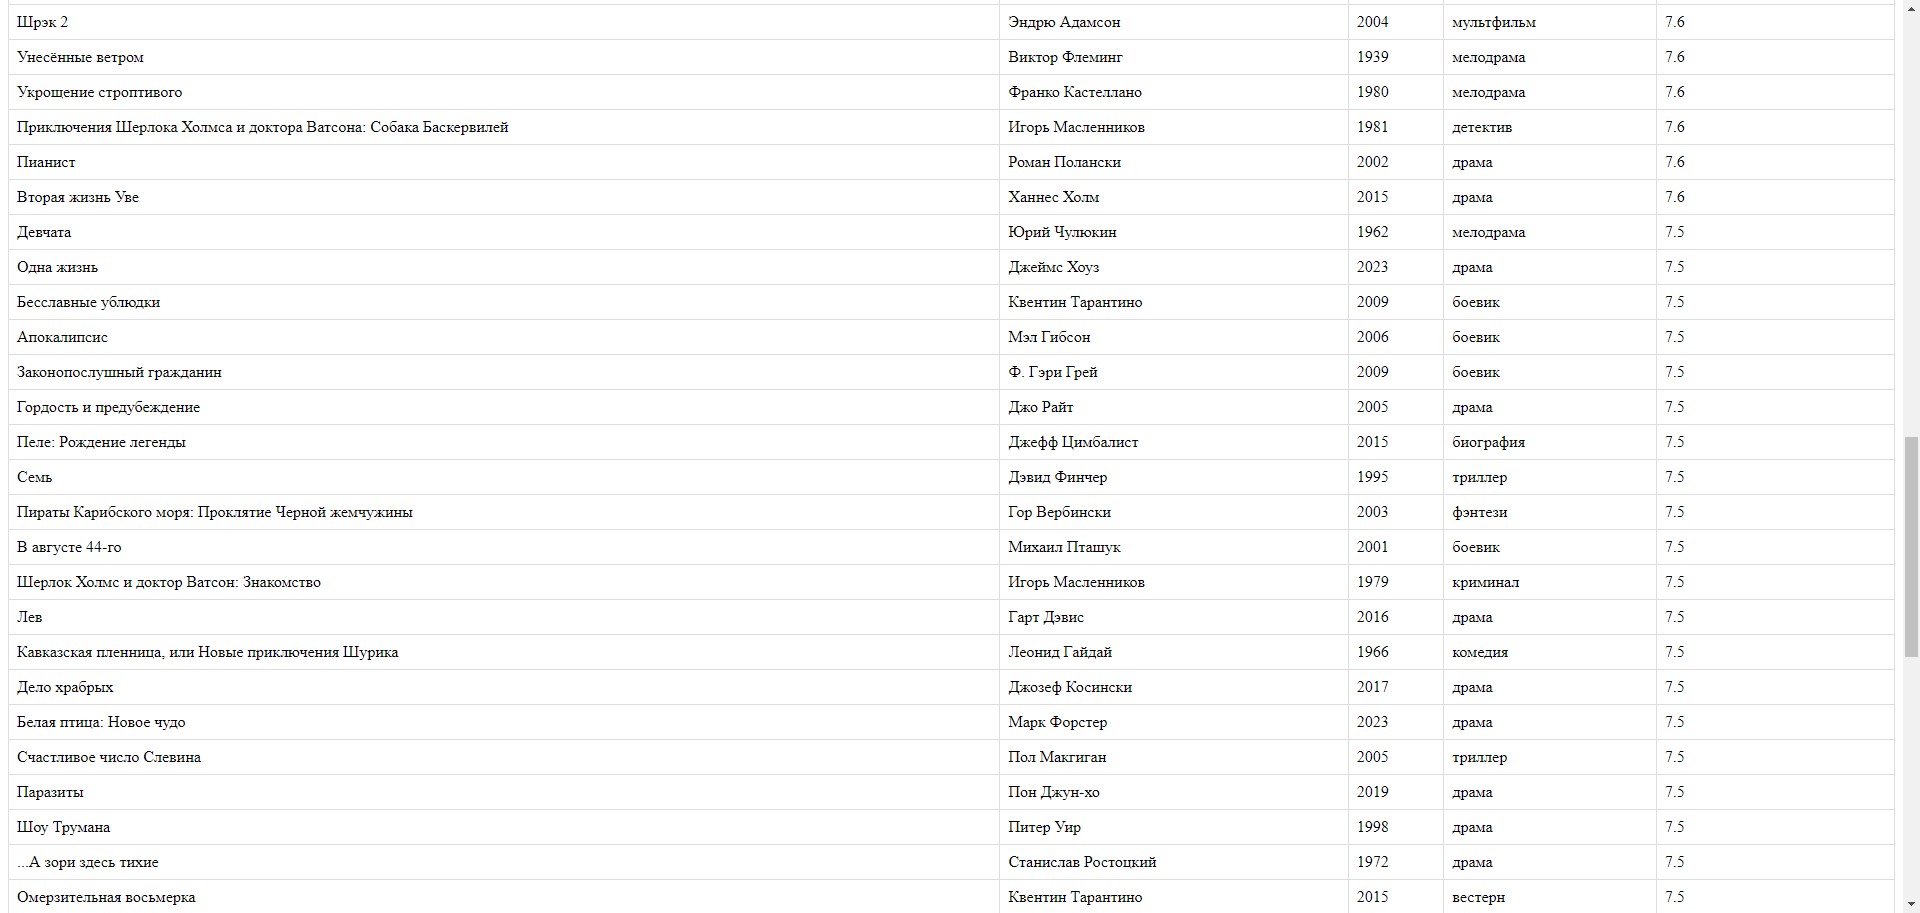 Шрэк 2 Эндрю Адамсон 2004 мультфильм 7.6
Унесённые ветром Виктор Флеминг 1939 мелодрама 7.6
Укрощение строптивого Франко Кастеллано 1980 мелодрама 7.6
Приключения Шерлока Холмса и доктора Ватсона: Собака Баскервилей Игорь Масленников 1981 детектив 7.6
Пианист Роман Полански 2002 драма 7.6
Вторая жизнь Уве Ханнес Холм 2015 драма 7.6
Девчата Юрий Чулюкин 1962 мелодрама 7.5
Одна жизнь Джеймс Хоуз 2023 драма 7.5
Бесславные ублюдки Квентин Тарантино 2009 боевик 7.5
Апокалипсис Мэл Гибсон 2006 боевик 7.5
Законопослушный гражданин Ф. Гэри Грей 2009 боевик 7.5
Гордость и предубеждение Джо Райт 2005 драма 7.5
Пеле: Рождение легенды Джефф Цимбалист 2015 биография 7.5
Семь Дэвид Финчер 1995 триллер 7.5
Пираты Карибского моря: Проклятие Черной жемчужины Гор Вербински 2003 фэнтези 7.5
В августе 44-го Михаил Пташук 2001 боевик 7.5
Шерлок Холмс и доктор Ватсон: Знакомство Игорь Масленников 1979 криминал 7.5
Лев Гарт Дэвис 2016 драма 7.5
Кавказская пленница, или Новые приключения Шурика Леонид Гайдай 1966 комедия 7.5
Дело храбрых Джозеф Косински 2017 драма 7.5
Белая птица: Новое чудо Марк Форстер 2023 драма 7.5
Счастливое число Слевина Пол Макгиган 2005 триллер 7.5
Паразиты Пон Джун-хо 2019 драма 7.5
Шоу Трумана Питер Уир 1998 драма 7.5
...А зори здесь тихие Станислав Ростоцкий 1972 драма 7.5
Омерзительная восьмерка Квентин Тарантино 2015 вестерн 7.5